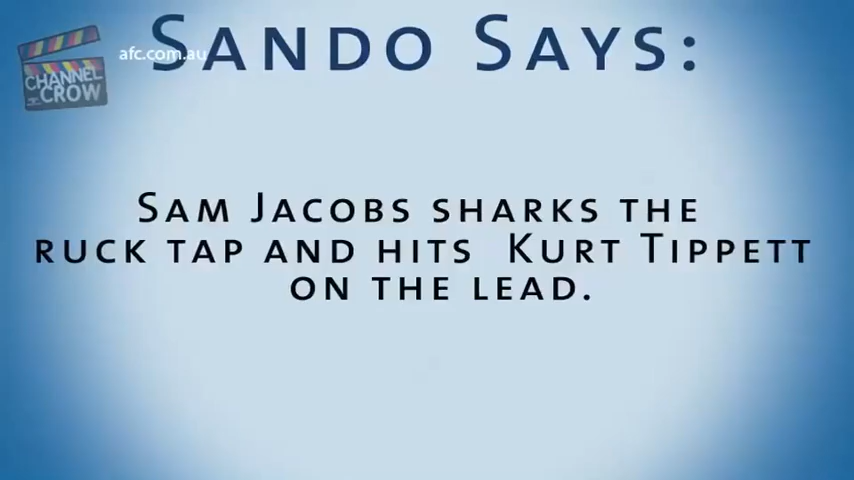 Sando Says:
afc.com.au
CHANNEL
CROW
Sam Jacobs sharks the
ruck tap and hits Kurt Tippett
on the lead.